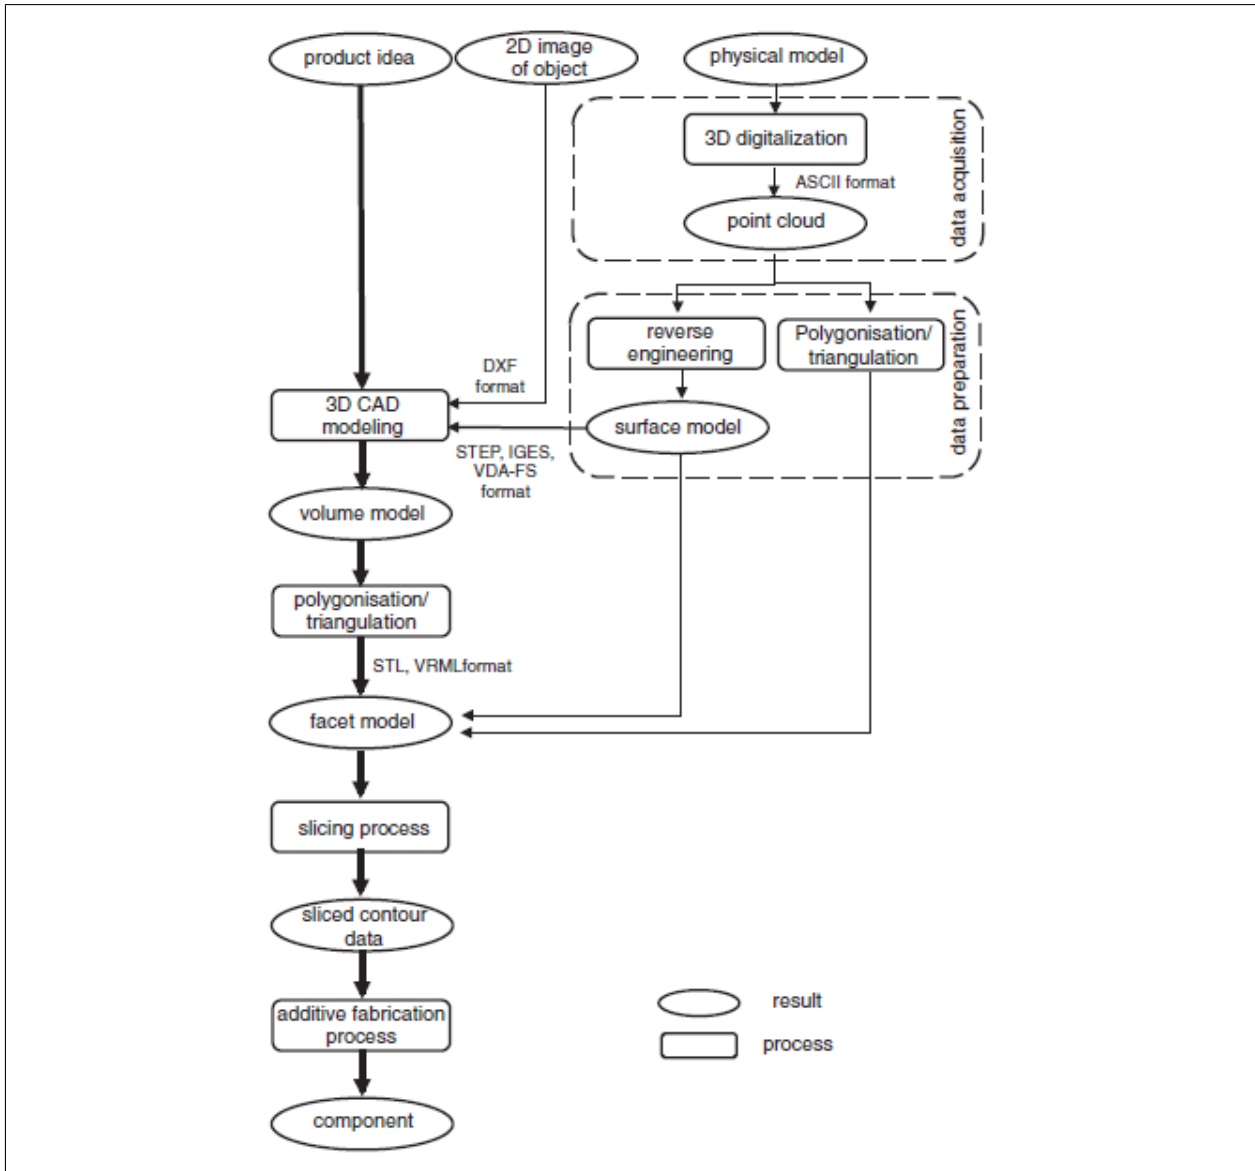 product idea
2D image
of object
physical model
3D digitalization
ASCII format
point cloud
data acquisition
reverse
engineering
Polygonisation/
triangulation
surface model
data preparation
DXF
format
3D CAD
modeling
STEP, IGES,
VDA-FS
format
volume model
polygonisation/
triangulation
STL, VRMLformat
facet model
slicing process
sliced contour
data
additive fabrication
process
component
result
process